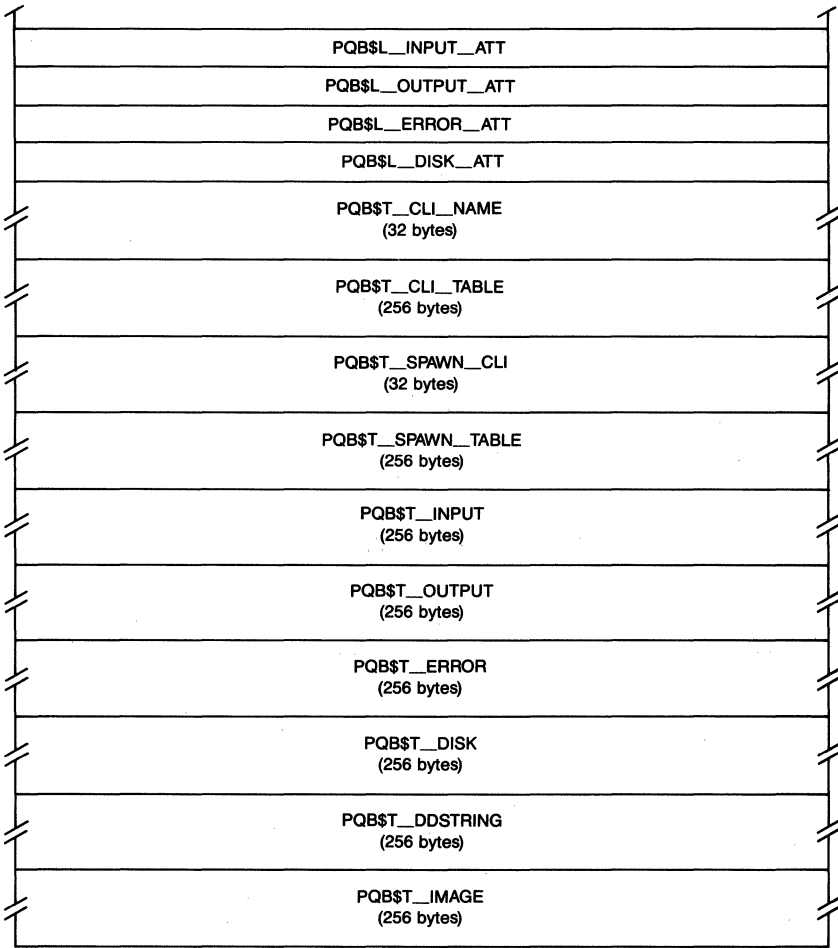 PQB$L__INPUT__ATT
PQB$L__OUTPUT__ATT
PQB$L__ERROR__ATT
PQB$L__DISK__ATT
PQB$T__CLI__NAME
(32 bytes)
PQB$T__CLI__TABLE
(256 bytes)
PQB$T__SPAWN__CLI
(32 bytes)
PQB$T__SPAWN__TABLE
(256 bytes)
PQB$T__INPUT
(256 bytes)
PQB$T__OUTPUT
(256 bytes)
PQB$T__ERROR
(256 bytes)
PQB$T__DISK
(256 bytes)
PQB$T__DDSTRING
(256 bytes)
PQB$T__IMAGE
(256 bytes)